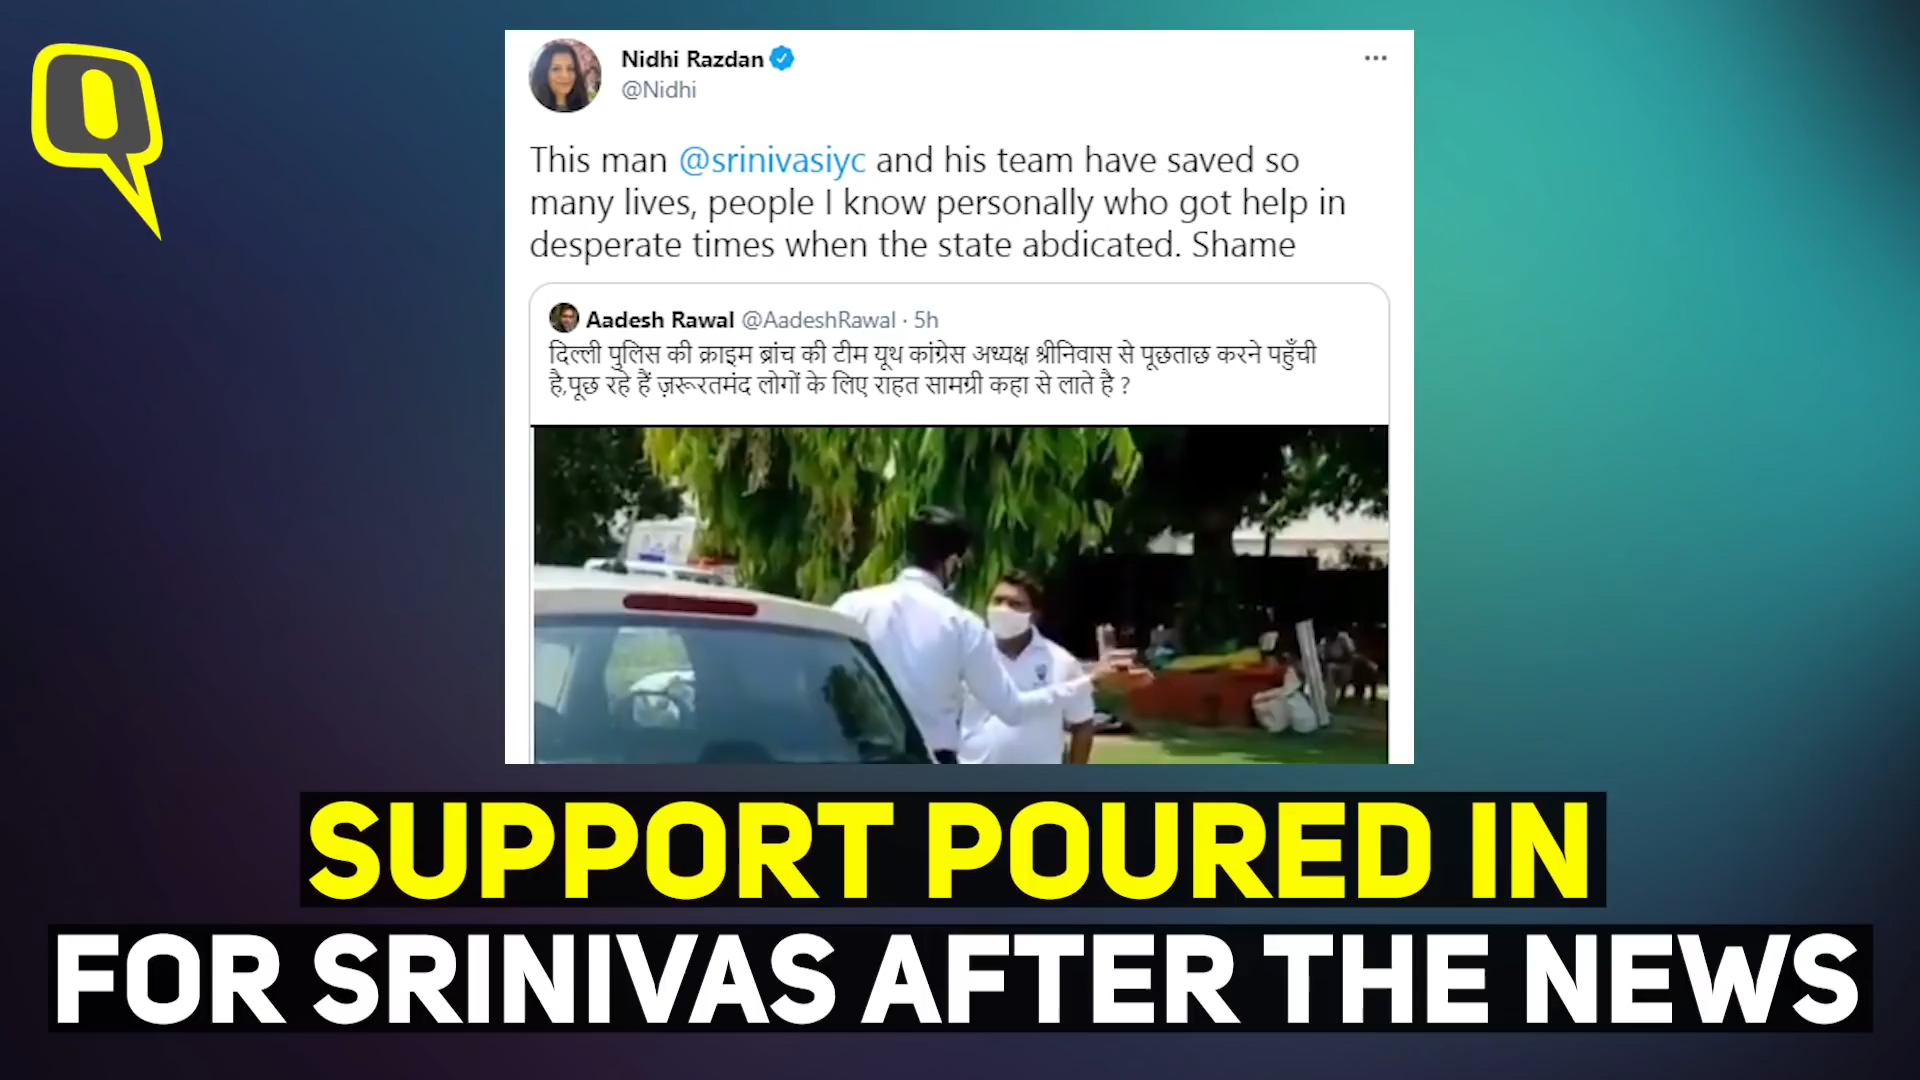 Nidhi Razdan
@Nidhi
This man @srinivasiyc and his team have saved so
many lives, people I know personally who got help in
desperate times when the state abdicated. Shame
Aadesh Rawal @AadeshRawal · 5h
दिल्ली पुलिस की क्राइम ब्रांच की टीम यूथ कांग्रेस अध्यक्ष श्रीनिवास से पूछताछ करने पहुँची
है,पूछ रहे हैं ज़रूरतमंद लोगों के लिए राहत सामग्री कहा से लाते है ?
SUPPORT POURED IN
FOR SRINIVAS AFTER THE NEWS